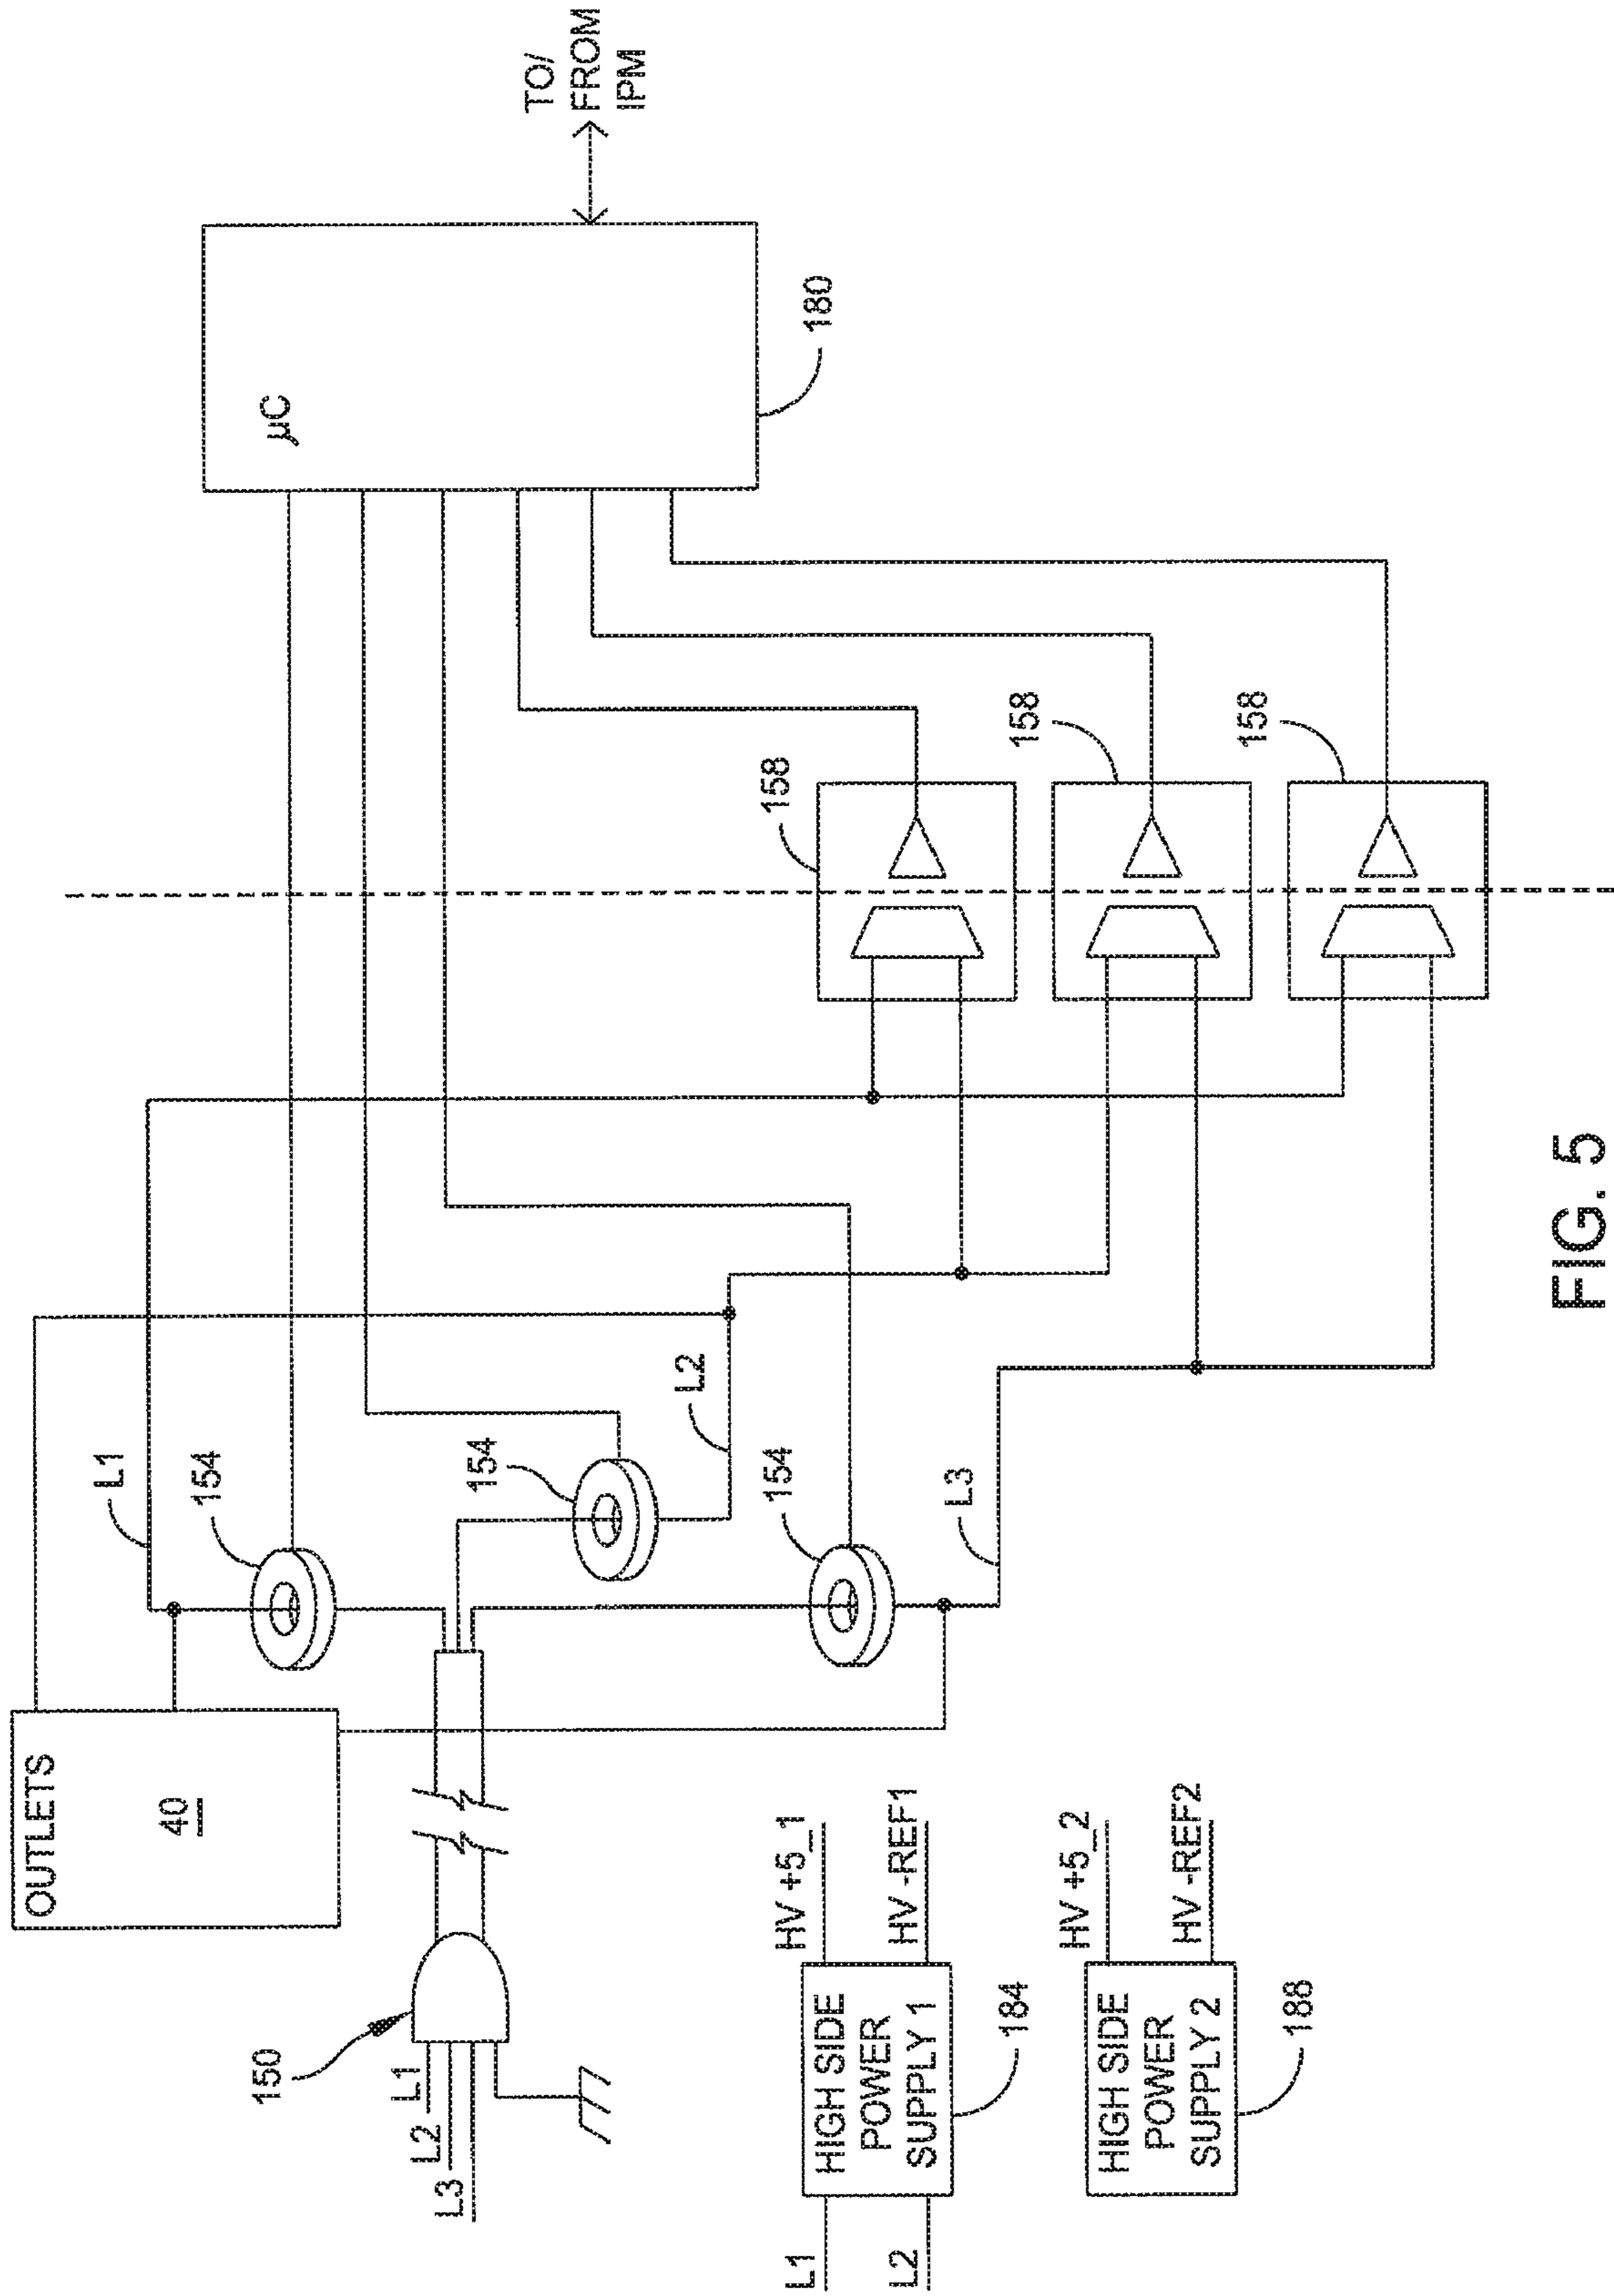 OUTLETS
40
L1
154
154
L2
154
L3
µC
180
TO/
FROM
IPM
158
158
158
150
L1
L2
L3
L1
L2
HIGH SIDE
POWER
SUPPLY 1
184
HV +5_1
HV -REF1
HIGH SIDE
POWER
SUPPLY 2
188
HV +5_2
HV -REF2
FIG. 5